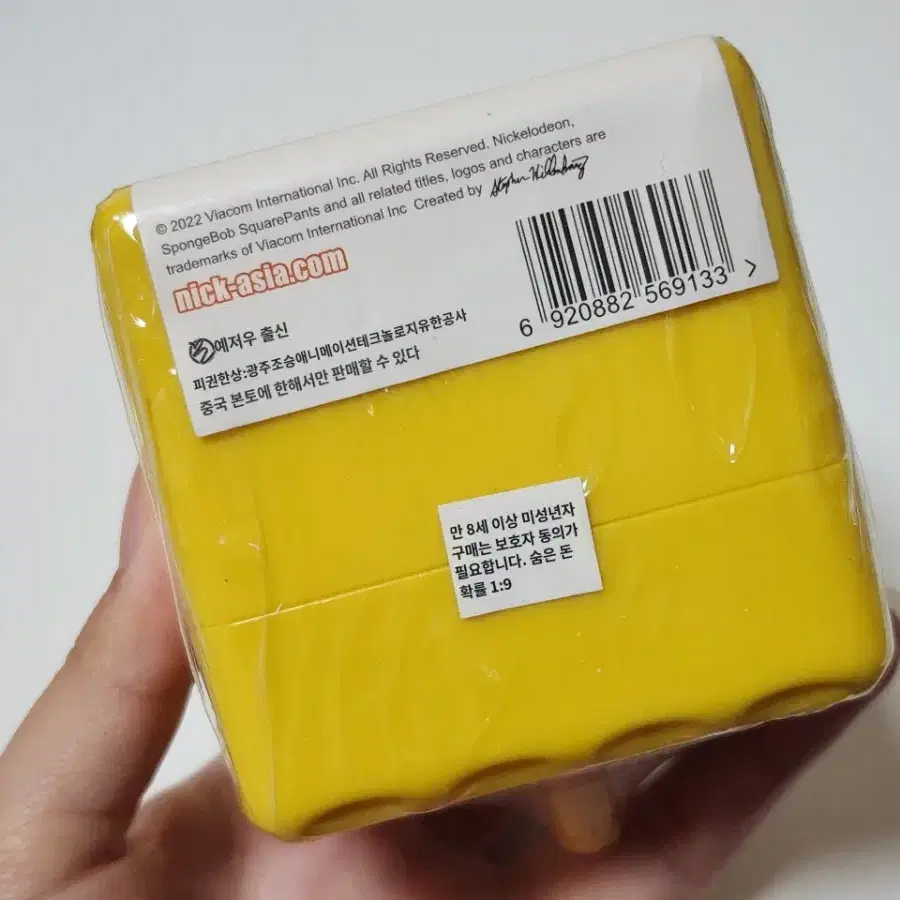 © 2022 Viacom International Inc. All Rights Reserved. Nickelodeon,
SpongeBob SquarePants and all related titles, logos and characters are
trademarks of Viacom International Inc Created by Stephen Hillenburg
nick-asia.com
6 920882 569133 >
예저우 출신
피권한상:광주조승애니메이션테크놀로지유한공사
중국 본토에 한해서만 판매할 수 있다
만 8세 이상 미성년자
구매는 보호자 동의가
필요합니다. 숨은 돈
확률 1:9